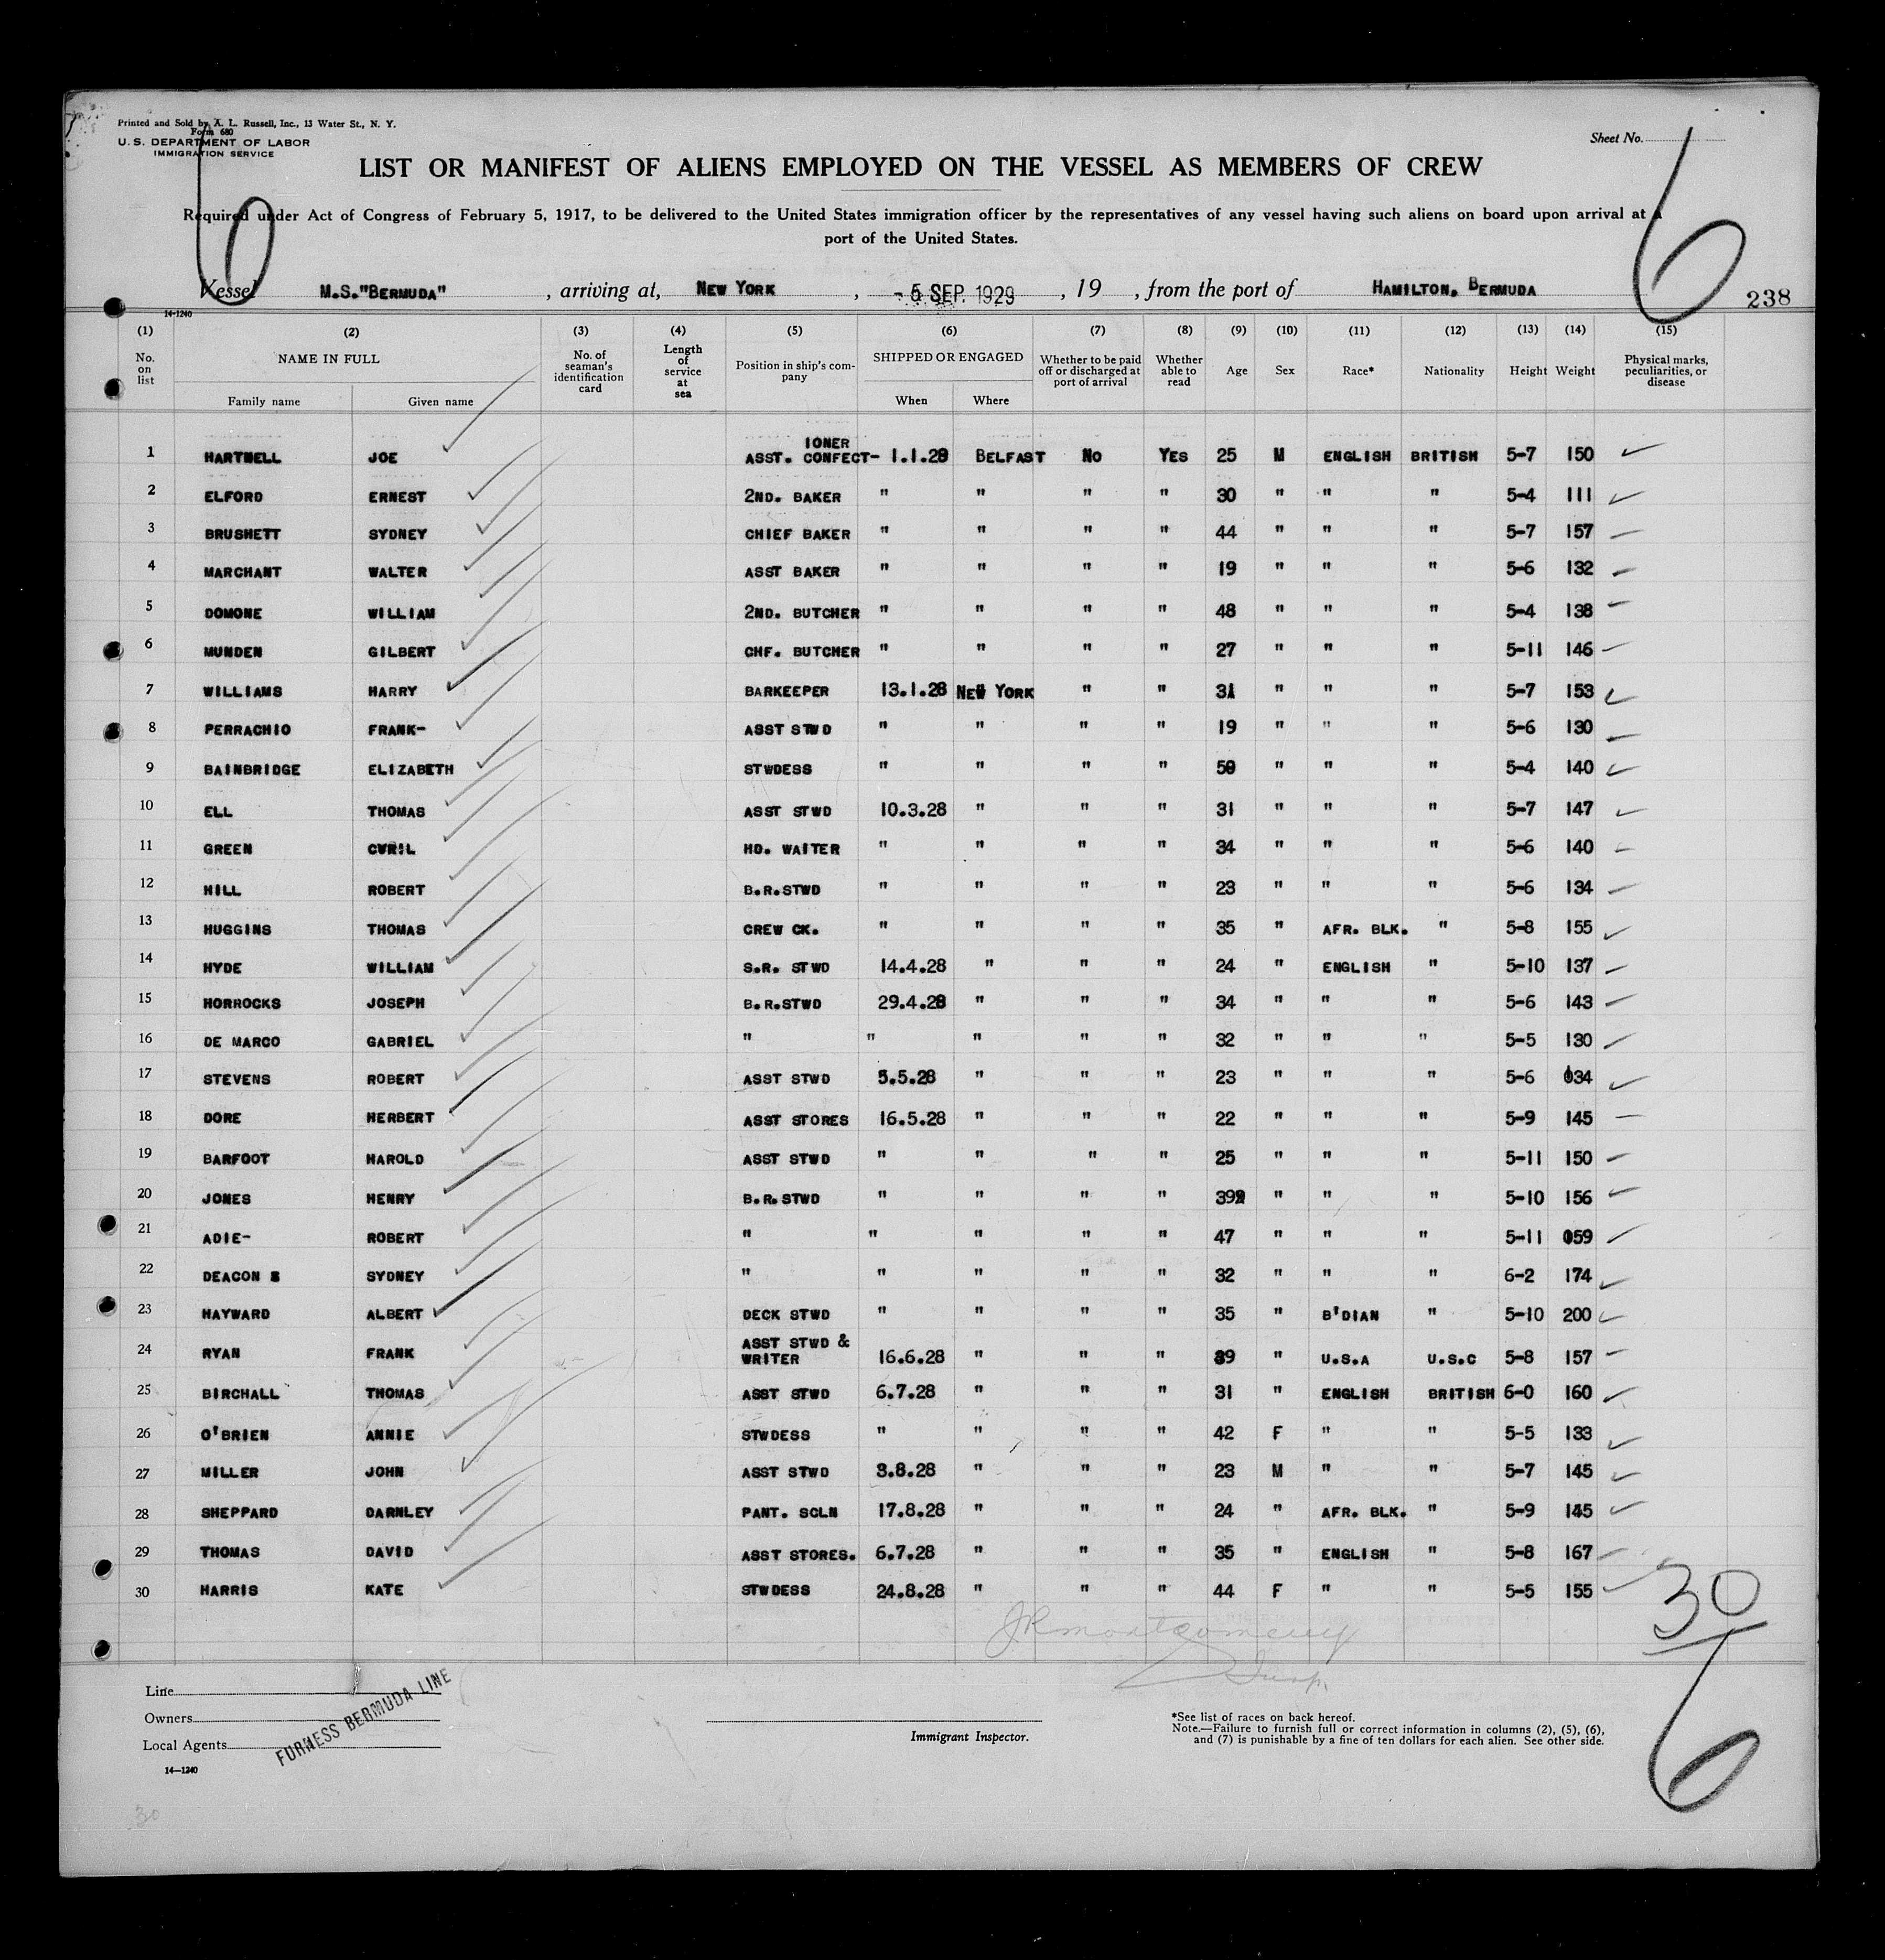 Printed and Sold by A. L. Russell, Inc., 13 Water St., N. Y.
Form 680
U. S. DEPARTMENT OF LABOR
IMMIGRATION SERVICE
Sheet No.
6 6
LIST OR MANIFEST OF ALIENS EMPLOYED ON THE VESSEL AS MEMBERS OF CREW
Required under Act of Congress of February 5, 1917, to be delivered to the United States immigration officer by the representatives of any vessel having such aliens on board upon arrival at a
port of the United States.
Vessel M.S."BERMUDA" , arriving at, NEW YORK , - 5 SEP. 1929 , 19 , from the port of HAMILTON, BERMUDA
238
14-1240
(1) (2) (3) (4) (5) (6) (7) (8) (9) (10) (11) (12) (13) (14) (15)
No. on list NAME IN FULL Family name Given name No. of seaman's identification card Length of service at sea Position in ship's com-pany SHIPPED OR ENGAGED When Where Whether to be paid off or discharged at port of arrival Whether able to read Age Sex Race* Nationality Height Weight Physical marks, peculiarities, or disease
IONER
1 HARTNELL JOE ASST. CONFECT- 1.1.28 BELFAST NO YES 25 M ENGLISH BRITISH 5-7 150
2 ELFORD ERNEST 2ND. BAKER " " " " 30 " " " 5-4 111
3 BRUSHETT SYDNEY CHIEF BAKER " " " " 44 " " " 5-7 157
4 MARCHANT WALTER ASST BAKER " " " " 19 " " " 5-6 132
5 DOMONE WILLIAM 2ND. BUTCHER " " " " 48 " " " 5-4 138
6 MUNDEN GILBERT CHF. BUTCHER " " " " 27 " " " 5-11 146
7 WILLIAMS HARRY BARKEEPER 13.1.28 NEW YORK " " 31 " " " 5-7 153
8 PERRACHIO FRANK- ASST STWD " " " " 19 " " " 5-6 130
9 BAINBRIDGE ELIZABETH STWDESS " " " " 50 " " " 5-4 140
10 ELL THOMAS ASST STWD 10.3.28 " " " 31 " " " 5-7 147
11 GREEN CYRIL HD. WAITER " " " " 34 " " " 5-6 140
12 HILL ROBERT B.R.STWD " " " " 23 " " " 5-6 134
13 HUGGINS THOMAS CREW CK. " " " " 35 " AFR. BLK. " 5-8 155
14 HYDE WILLIAM S.R. STWD 14.4.28 " " " 24 " ENGLISH " 5-10 137
15 HORROCKS JOSEPH B.R.STWD 29.4.28 " " " 34 " " " 5-6 143
16 DE MARCO GABRIEL " " " " " 32 " " " 5-5 130
17 STEVENS ROBERT ASST STWD 5.5.28 " " " 23 " " " 5-6 034
18 DORE HERBERT ASST STORES 16.5.28 " " " 22 " " " 5-9 145
19 BARFOOT HAROLD ASST STWD " " " " 25 " " " 5-11 150
20 JONES HENRY B.R.STWD " " " " 39 " " " 5-10 156
21 ADIE- ROBERT " " " " " 47 " " " 5-11 059
22 DEACON SYDNEY " " " " " 32 " " " 6-2 174
23 HAYWARD ALBERT DECK STWD " " " " 35 " B'DIAN " 5-10 200
24 RYAN FRANK ASST STWD & WRITER 16.6.28 " " " 39 " U.S.A U.S.C 5-8 157
25 BIRCHALL THOMAS ASST STWD 6.7.28 " " " 31 " ENGLISH BRITISH 6-0 160
26 O'BRIEN ANNIE STWDESS " " " " 42 F " " 5-5 133
27 MILLER JOHN ASST STWD 3.8.28 " " " 23 M " " 5-7 145
28 SHEPPARD DARNLEY PANT. SCLN 17.8.28 " " " 24 " AFR. BLK. " 5-9 145
29 THOMAS DAVID ASST STORES. 6.7.28 " " " 35 " ENGLISH " 5-8 167
30 HARRIS KATE STWDESS 24.8.28 " " " 44 F " " 5-5 155
30
6
JRMontgomery
Insp.
Line
Owners
Local Agents
FURNESS BERMUDA LINE
14—1240
Immigrant Inspector.
*See list of races on back hereof.
Note.—Failure to furnish full or correct information in columns (2), (5), (6),
and (7) is punishable by a fine of ten dollars for each alien. See other side.
30